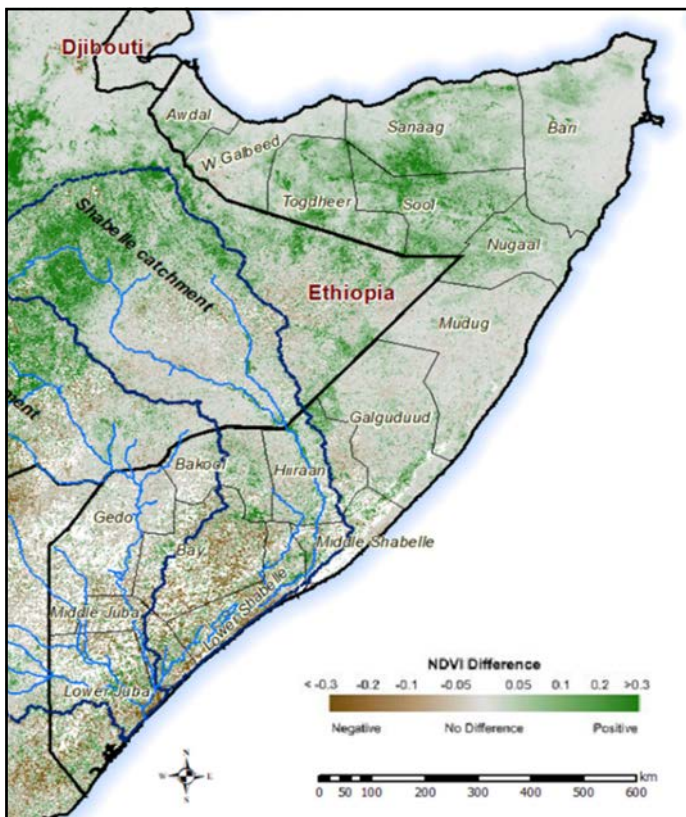 Djibouti
Awdal
Sanaag
Bari
W.Galbeed
Togdheer
Sool
Shabelle catchment
Nugaal
Ethiopia
Mudug
ment
Galguduud
Bakool
Hiiraan
Gedo
Bay
Middle Shabelle
Lower Shabelle
Middle Juba
Lower Juba
NDVI Difference
< -0.3 -0.2 -0.1 -0.05 0.05 0.1 0.2 >0.3
Negative No Difference Positive
N
W E
S
km
0 50 100 200 300 400 500 600